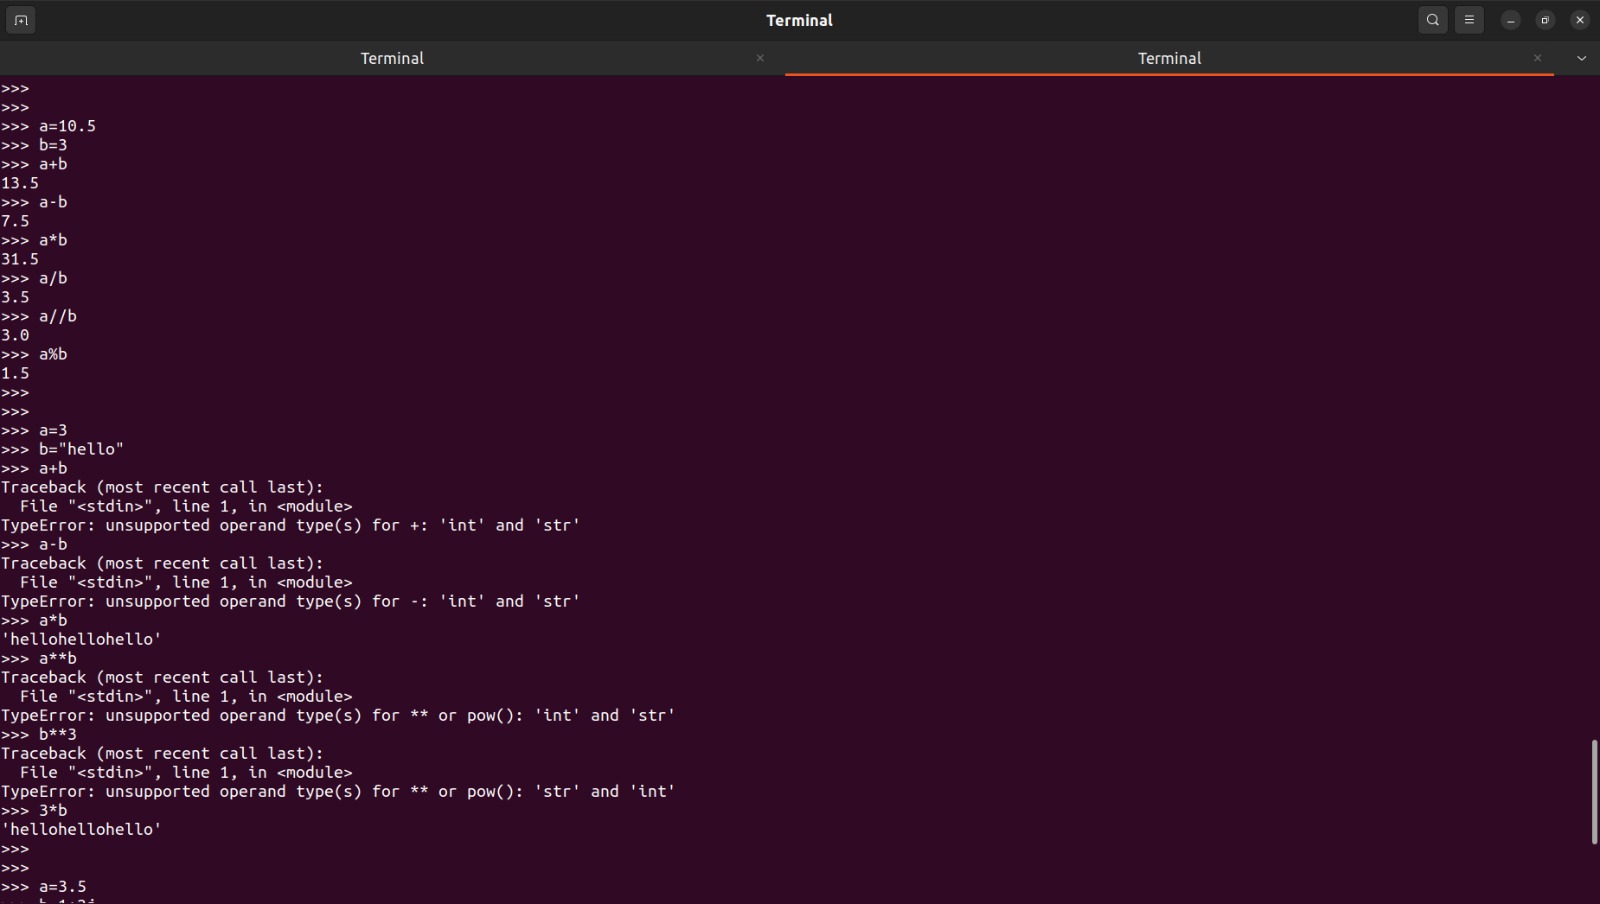 Terminal
Terminal
Terminal
>>>
>>>
>>> a=10.5
>>> b=3
>>> a+b
13.5
>>> a-b
7.5
>>> a*b
31.5
>>> a/b
3.5
>>> a//b
3.0
>>> a%b
1.5
>>>
>>>
>>> a=3
>>> b="hello"
>>> a+b
Traceback (most recent call last):
  File "<stdin>", line 1, in <module>
TypeError: unsupported operand type(s) for +: 'int' and 'str'
>>> a-b
Traceback (most recent call last):
  File "<stdin>", line 1, in <module>
TypeError: unsupported operand type(s) for -: 'int' and 'str'
>>> a*b
'hellohellohello'
>>> a**b
Traceback (most recent call last):
  File "<stdin>", line 1, in <module>
TypeError: unsupported operand type(s) for ** or pow(): 'int' and 'str'
>>> b**3
Traceback (most recent call last):
  File "<stdin>", line 1, in <module>
TypeError: unsupported operand type(s) for ** or pow(): 'str' and 'int'
>>> 3*b
'hellohellohello'
>>>
>>>
>>> a=3.5